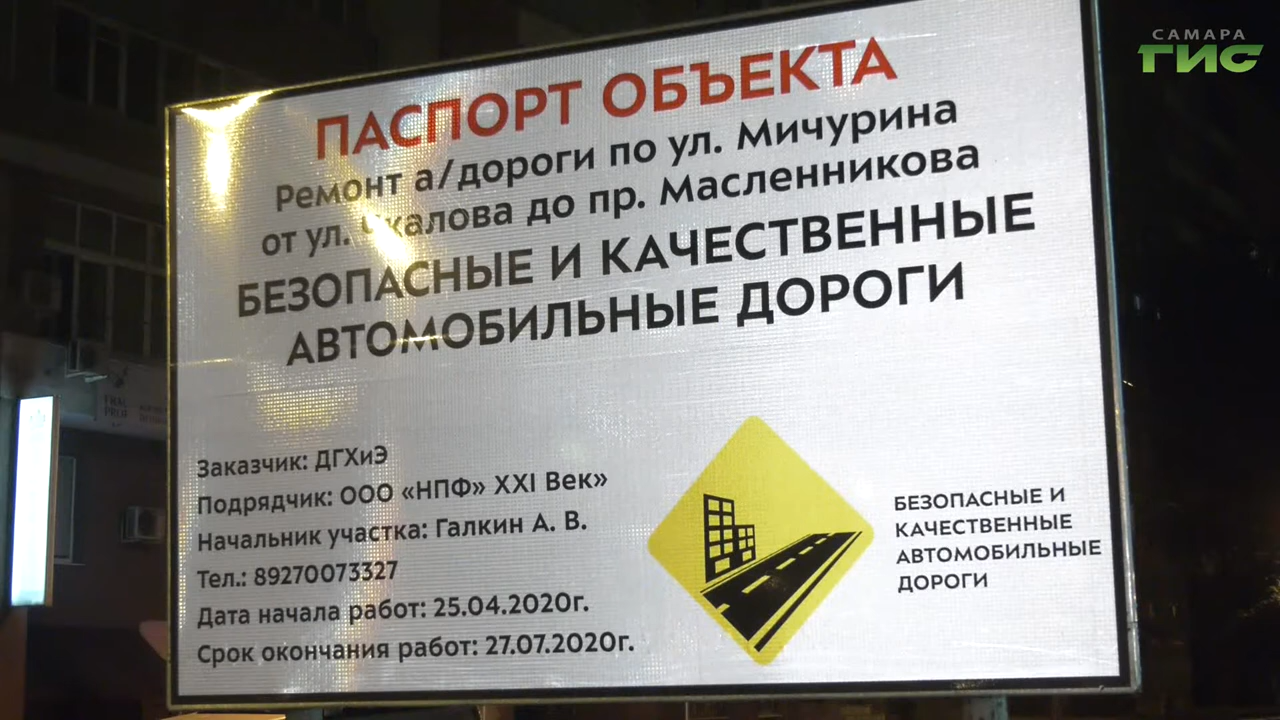 САМАРА
ГИС
ПАСПОРТ ОБЪЕКТА
Ремонт а/дороги по ул. Мичурина
от ул. Чкалова до пр. Масленникова
БЕЗОПАСНЫЕ И КАЧЕСТВЕННЫЕ
АВТОМОБИЛЬНЫЕ ДОРОГИ
Заказчик: ДГХиЭ
Подрядчик: ООО «НПФ» XXI Век»
Начальник участка: Галкин А. В.
Тел.: 89270073327
Дата начала работ: 25.04.2020г.
Срок окончания работ: 27.07.2020г.
БЕЗОПАСНЫЕ И
КАЧЕСТВЕННЫЕ
АВТОМОБИЛЬНЫЕ
ДОРОГИ